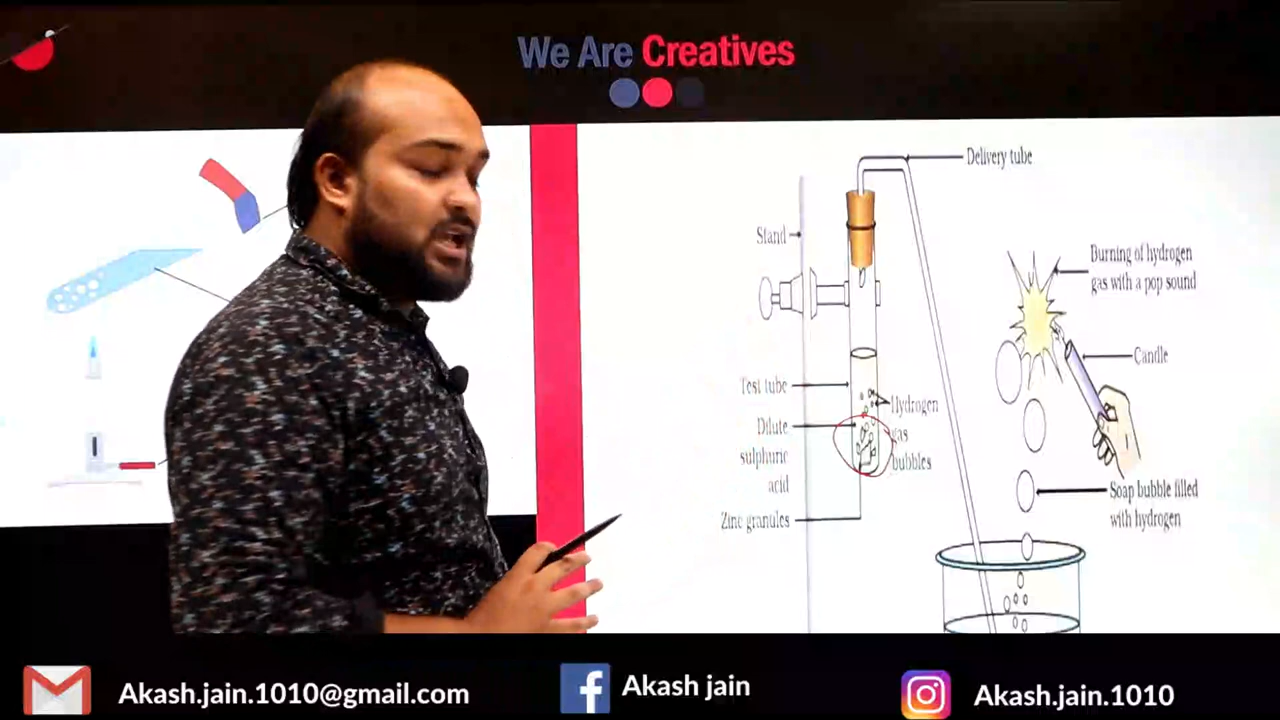 We Are Creatives
Delivery tube
Stand
Burning of hydrogen
gas with a pop sound
Candle
Test tube
Hydrogen
gas
bubbles
Dilute
sulphuric
acid
Zinc granules
Soap bubble filled
with hydrogen
Akash.jain.1010@gmail.com
Akash jain
Akash.jain.1010